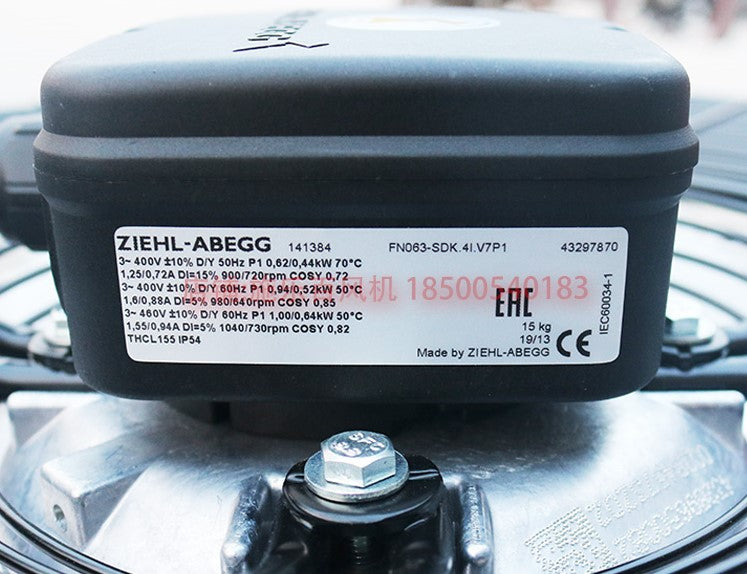 ZIEHL-ABEGG 141384 FN063-SDK.4I.V7P1 43297870
3~ 400V ±10% D/Y 50Hz P1 0,62/0,44kW 70°C
1,25/0,72A DI=15% 900/720rpm COSY 0,72
3~ 400V ±10% D/Y 60Hz P1 0,94/0,52kW 50°C
1,6/0,88A DI=5% 980/640rpm COSY 0,85
3~ 460V ±10% D/Y 60Hz P1 1,00/0,64kW 50°C
1,55/0,94A DI=5% 1040/730rpm COSY 0,82
THCL155 IP54
风机 18500540183
EAC
15 kg
19/13
Made by ZIEHL-ABEGG CE
IEC60034-1